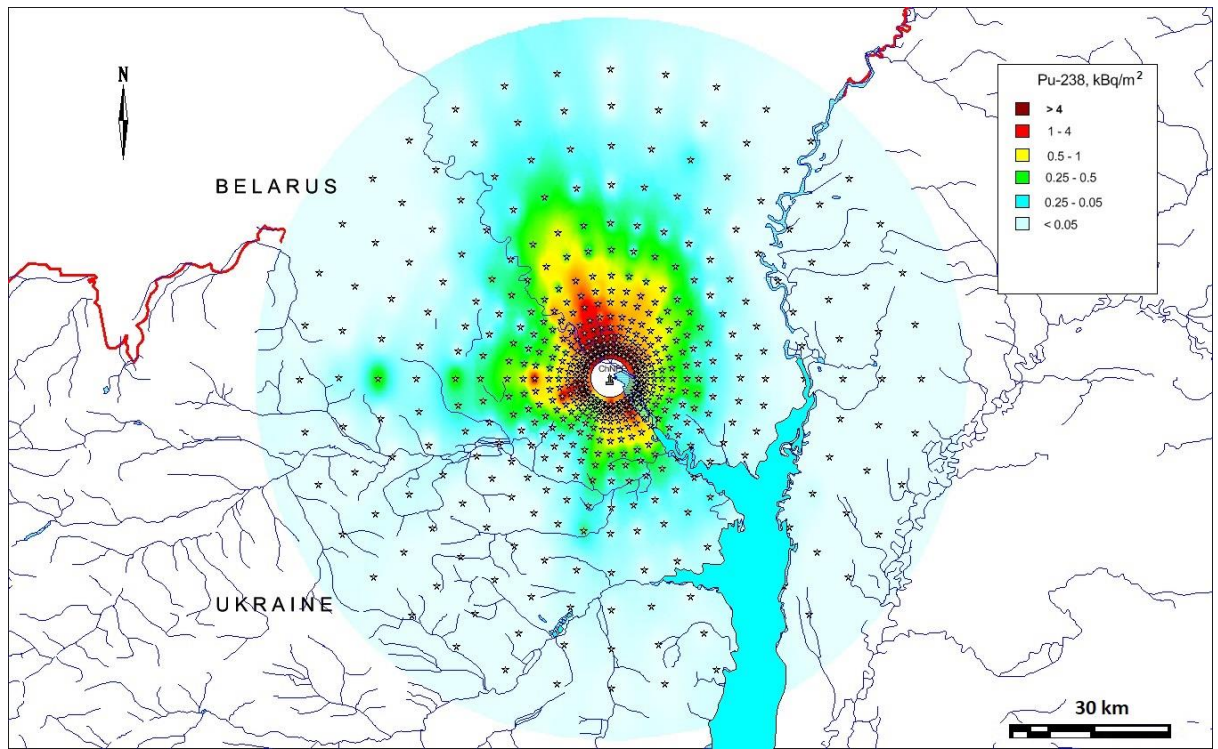 N
Pu-238, kBq/m²
> 4
1 - 4
0.5 - 1
0.25 - 0.5
0.25 - 0.05
< 0.05
BELARUS
UKRAINE
30 km